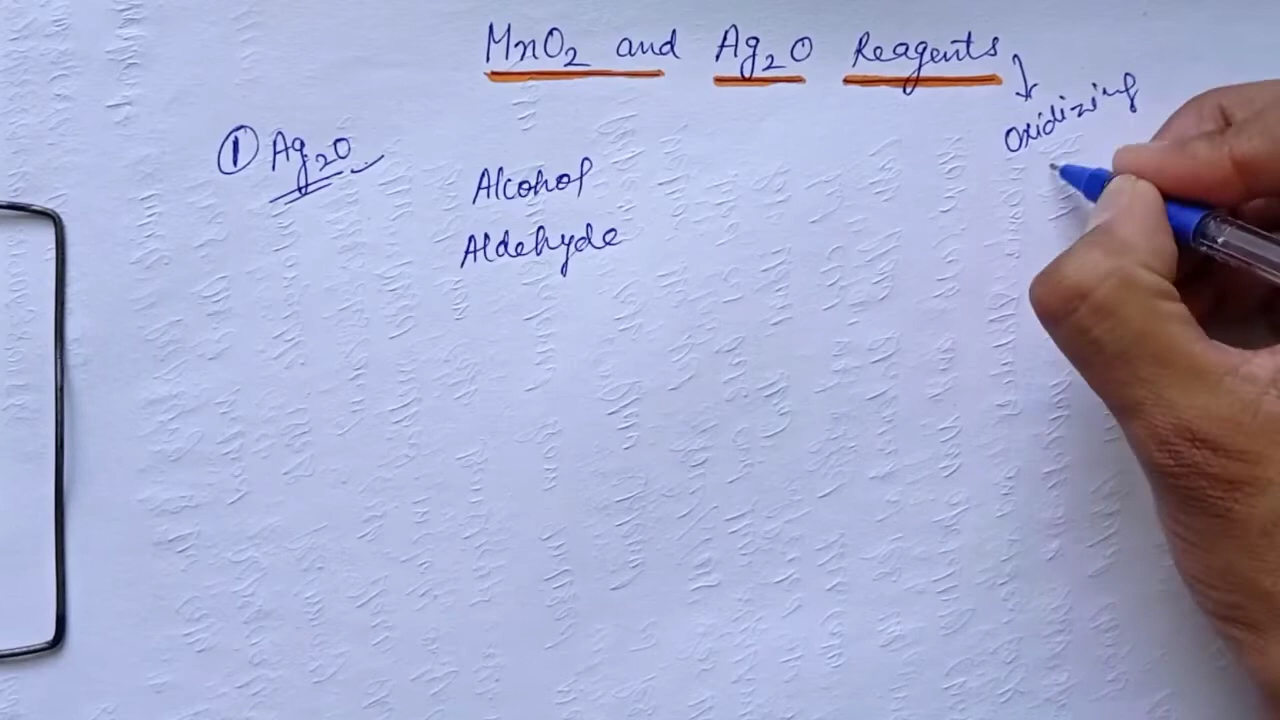 MnO₂ and Ag₂O Reagents
Oxidizing
① Ag₂O
Alcohol
Aldehyde